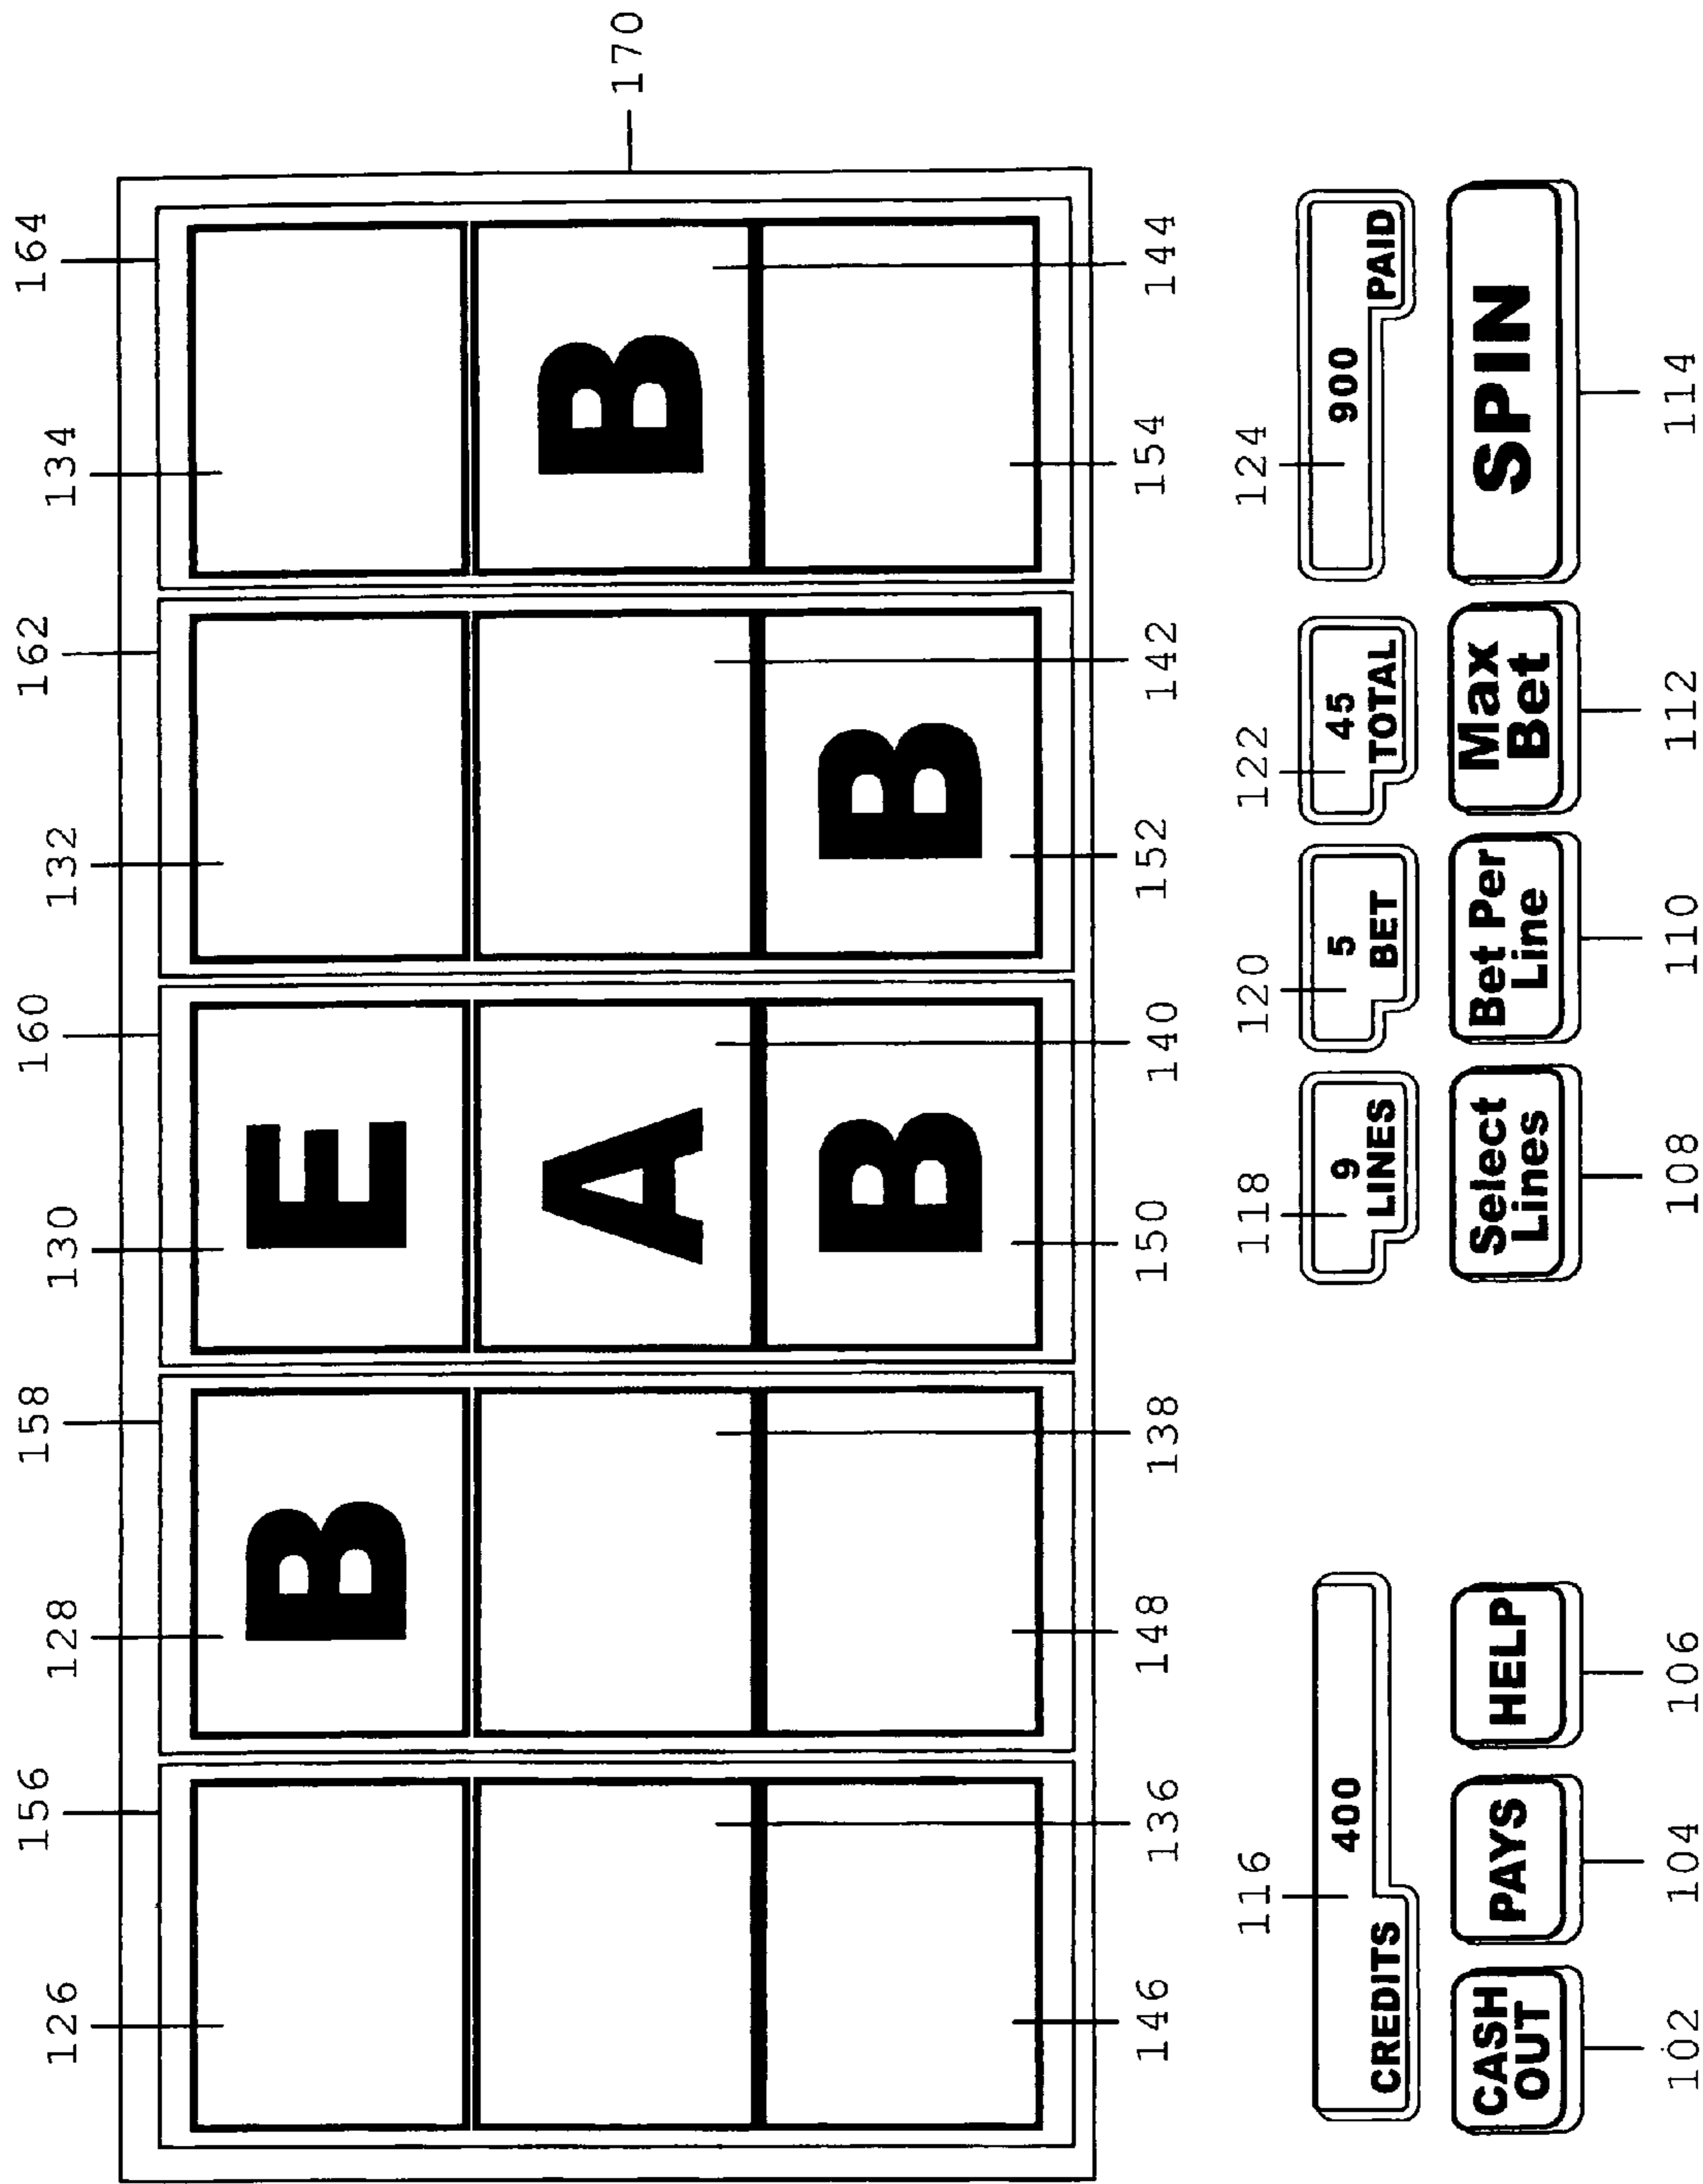 156 158 160 162 164
126 128 130 132 134
170
B E
A B
B B
136 138 140 142 144
146 148 150 152 154
116 118 120 122 124
400 9 5 45 900
CREDITS LINES BET TOTAL PAID
CASH OUT
PAYS
HELP
Select Lines
Bet Per Line
Max Bet
SPIN
102 104 106 108 110 112 114